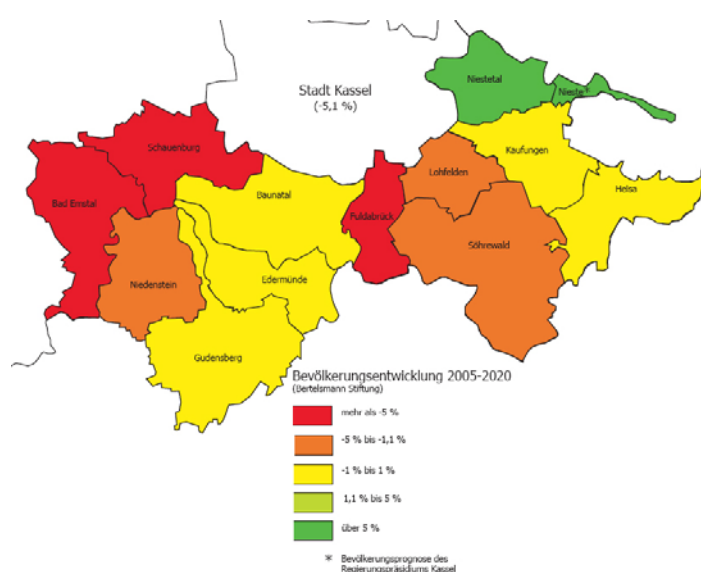 Stadt Kassel
(-5,1 %)
Niestetal
Nieste*
Schauenburg
Kaufungen
Lohfelden
Helsa
Baunatal
Bad Emstal
Fuldabrück
Söhrewald
Niedenstein
Edermünde
Gudensberg
Bevölkerungsentwicklung 2005-2020
(Bertelsmann Stiftung)
mehr als -5 %
-5 % bis -1,1 %
-1 % bis 1 %
1,1 % bis 5 %
über 5 %
* Bevölkerungsprognose des
Regierungspräsidiums Kassel